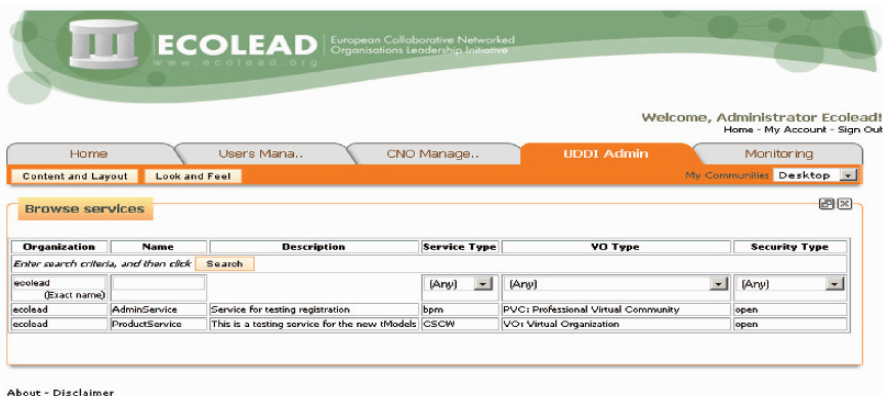 ECOLEAD
www.ecolead.org
European Collaborative Networked
Organisations Leadership Initiative
Welcome, Administrator Ecolead!
Home - My Account - Sign Out
Home
Users Mana..
CNO Manage..
UDDI Admin
Monitoring
Content and Layout
Look and Feel
My Communities Desktop
Browse services
Organization Name Description Service Type VO Type Security Type
Enter search criteria, and then click Search
ecolead
(Exact name)
(Any) (Any) (Any)
ecolead AdminService Service for testing registration bpm PVC: Professional Virtual Community open
ecolead ProductService This is a testing service for the new tModels CSCW VO: Virtual Organization open
About - Disclaimer